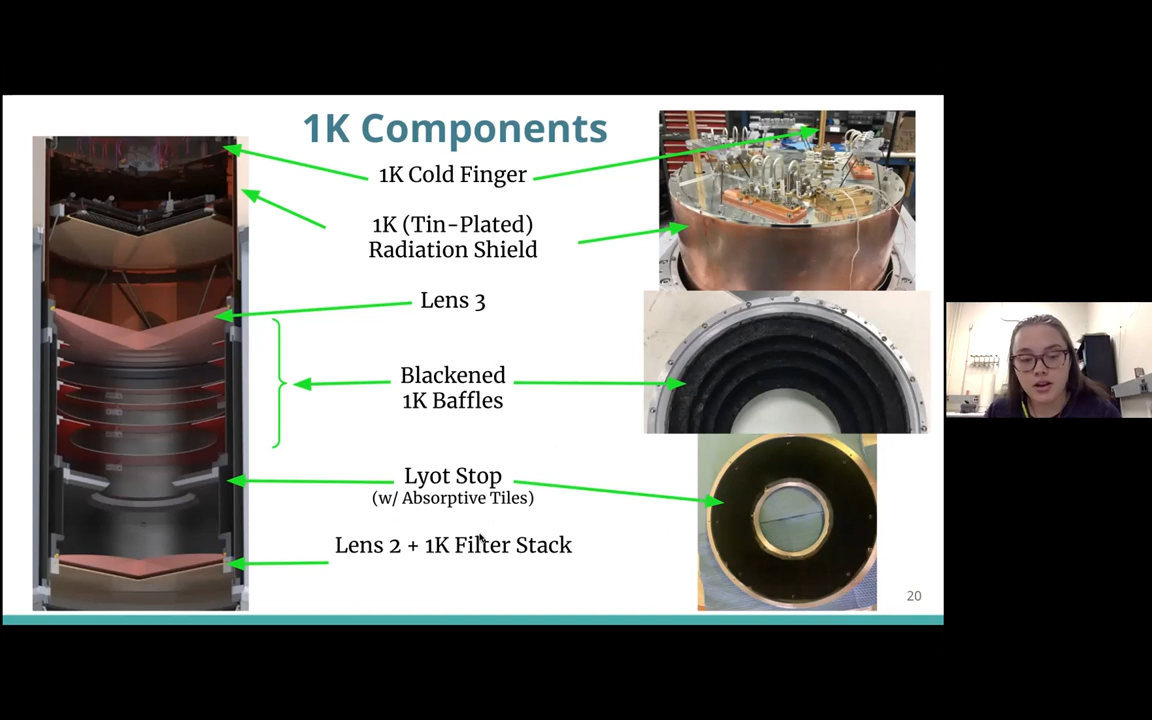 1K Components
1K Cold Finger
1K (Tin-Plated)
Radiation Shield
Lens 3
Blackened
1K Baffles
Lyot Stop
(w/ Absorptive Tiles)
Lens 2 + 1K Filter Stack
20